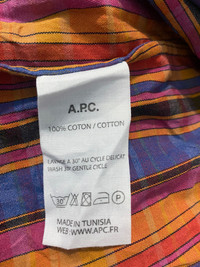 A.P.C.
100% COTON / COTTON
LAVAGE A 30° AU CYCLE DELICAT
WASH 30° GENTLE CYCLE
30°
P
MADE IN TUNISIA
WEB: WWW.APC.FR